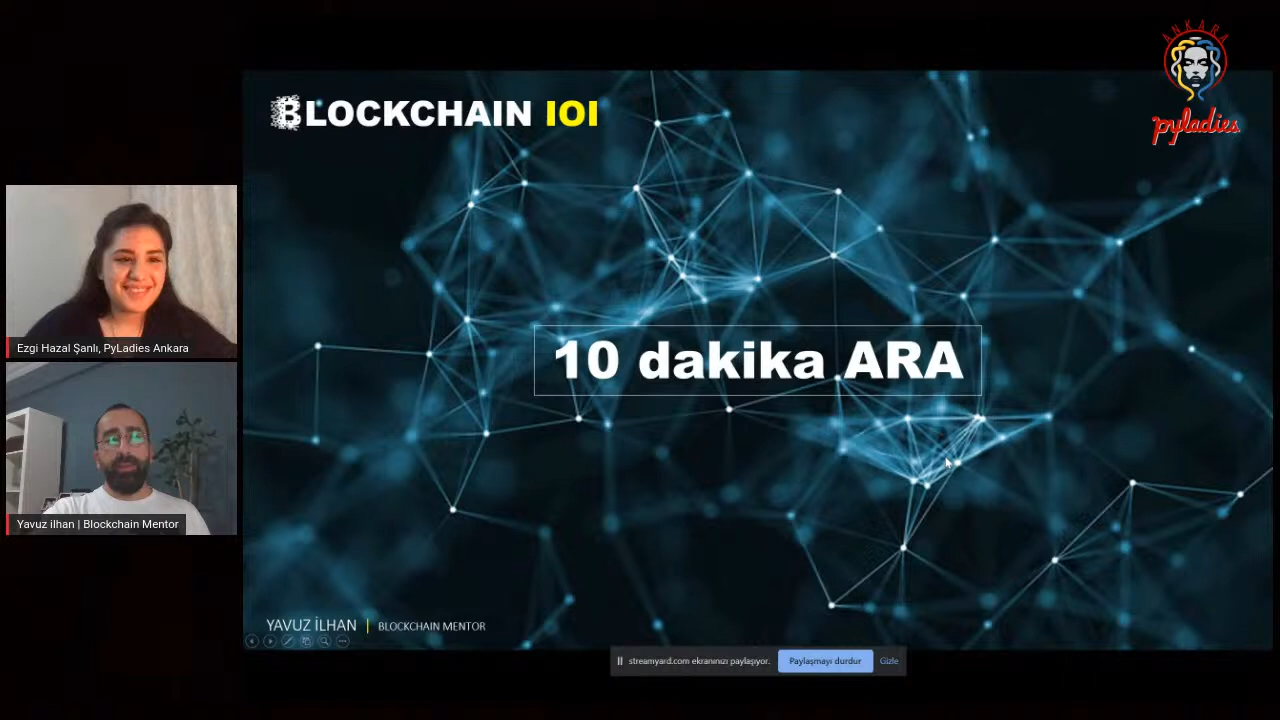 ANKARA
pyladies
BLOCKCHAIN IOI
10 dakika ARA
Ezgi Hazal Şanlı, PyLadies Ankara
Yavuz ilhan | Blockchain Mentor
YAVUZ İLHAN | BLOCKCHAIN MENTOR
streamyard.com ekranınızı paylaşıyor.
Paylaşmayı durdur
Gizle